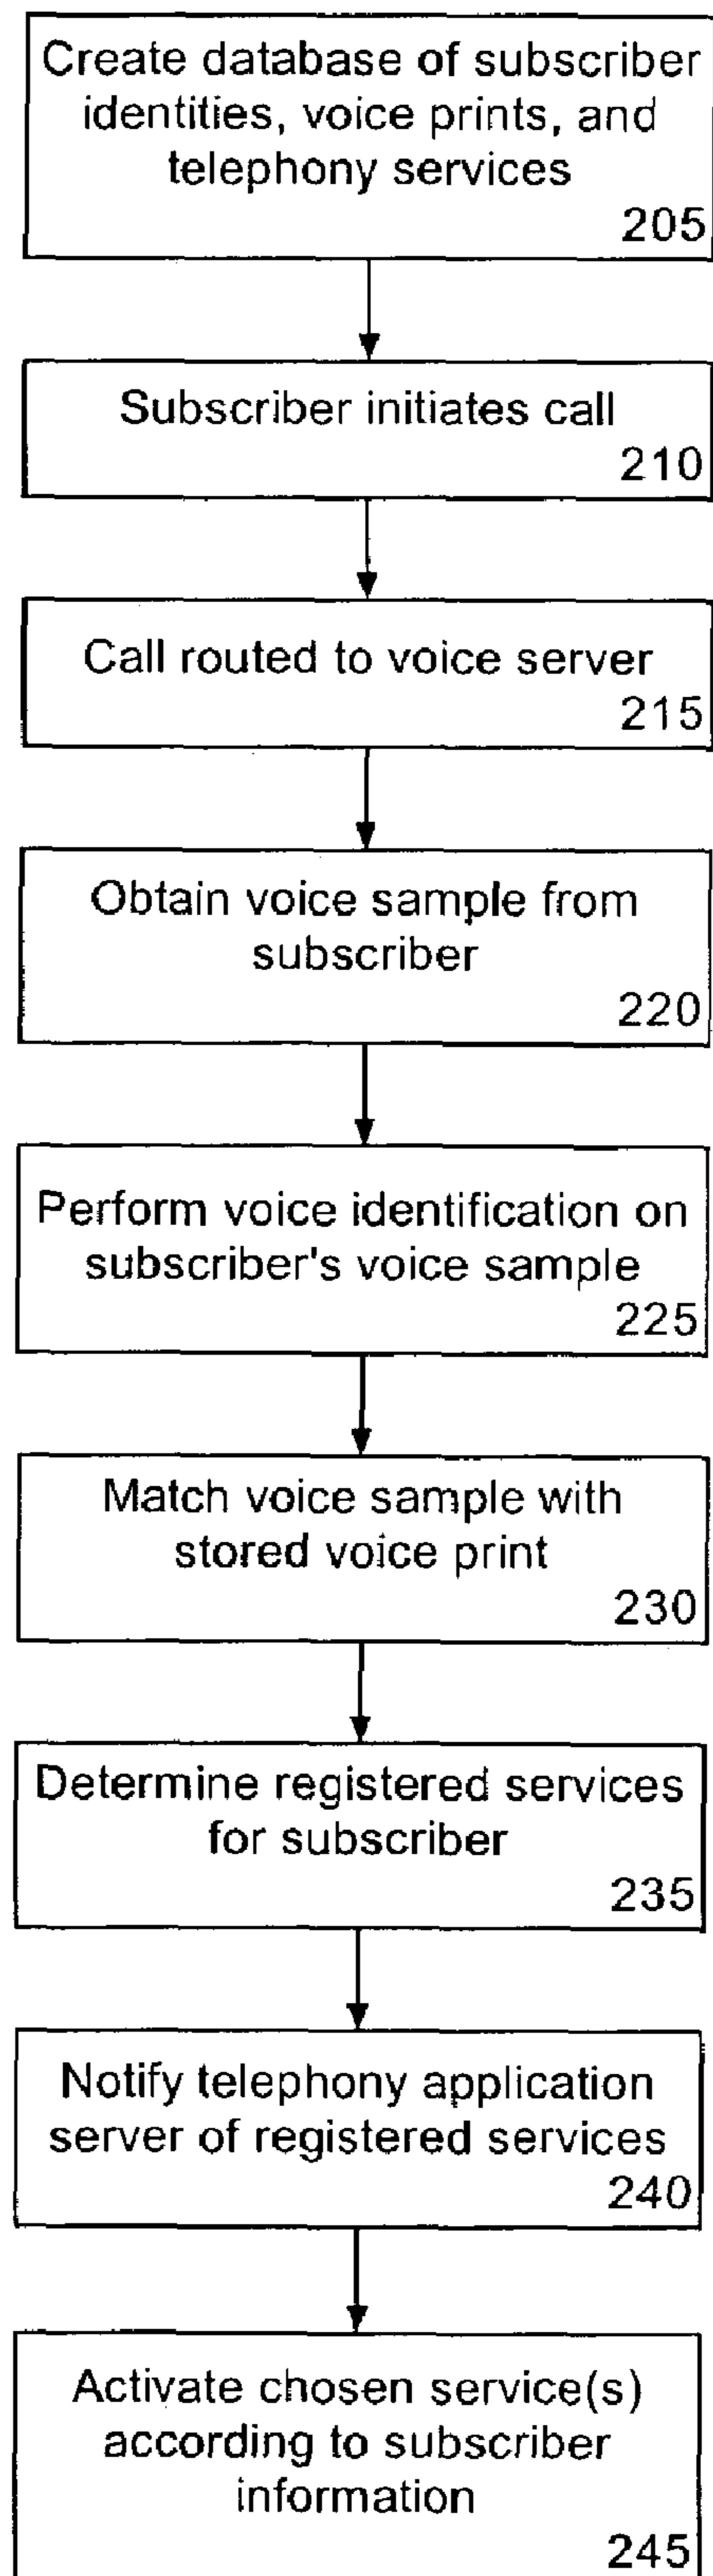 Create database of subscriber
identities, voice prints, and
telephony services
205
Subscriber initiates call
210
Call routed to voice server
215
Obtain voice sample from
subscriber
220
Perform voice identification on
subscriber's voice sample
225
Match voice sample with
stored voice print
230
Determine registered services
for subscriber
235
Notify telephony application
server of registered services
240
Activate chosen service(s)
according to subscriber
information
245